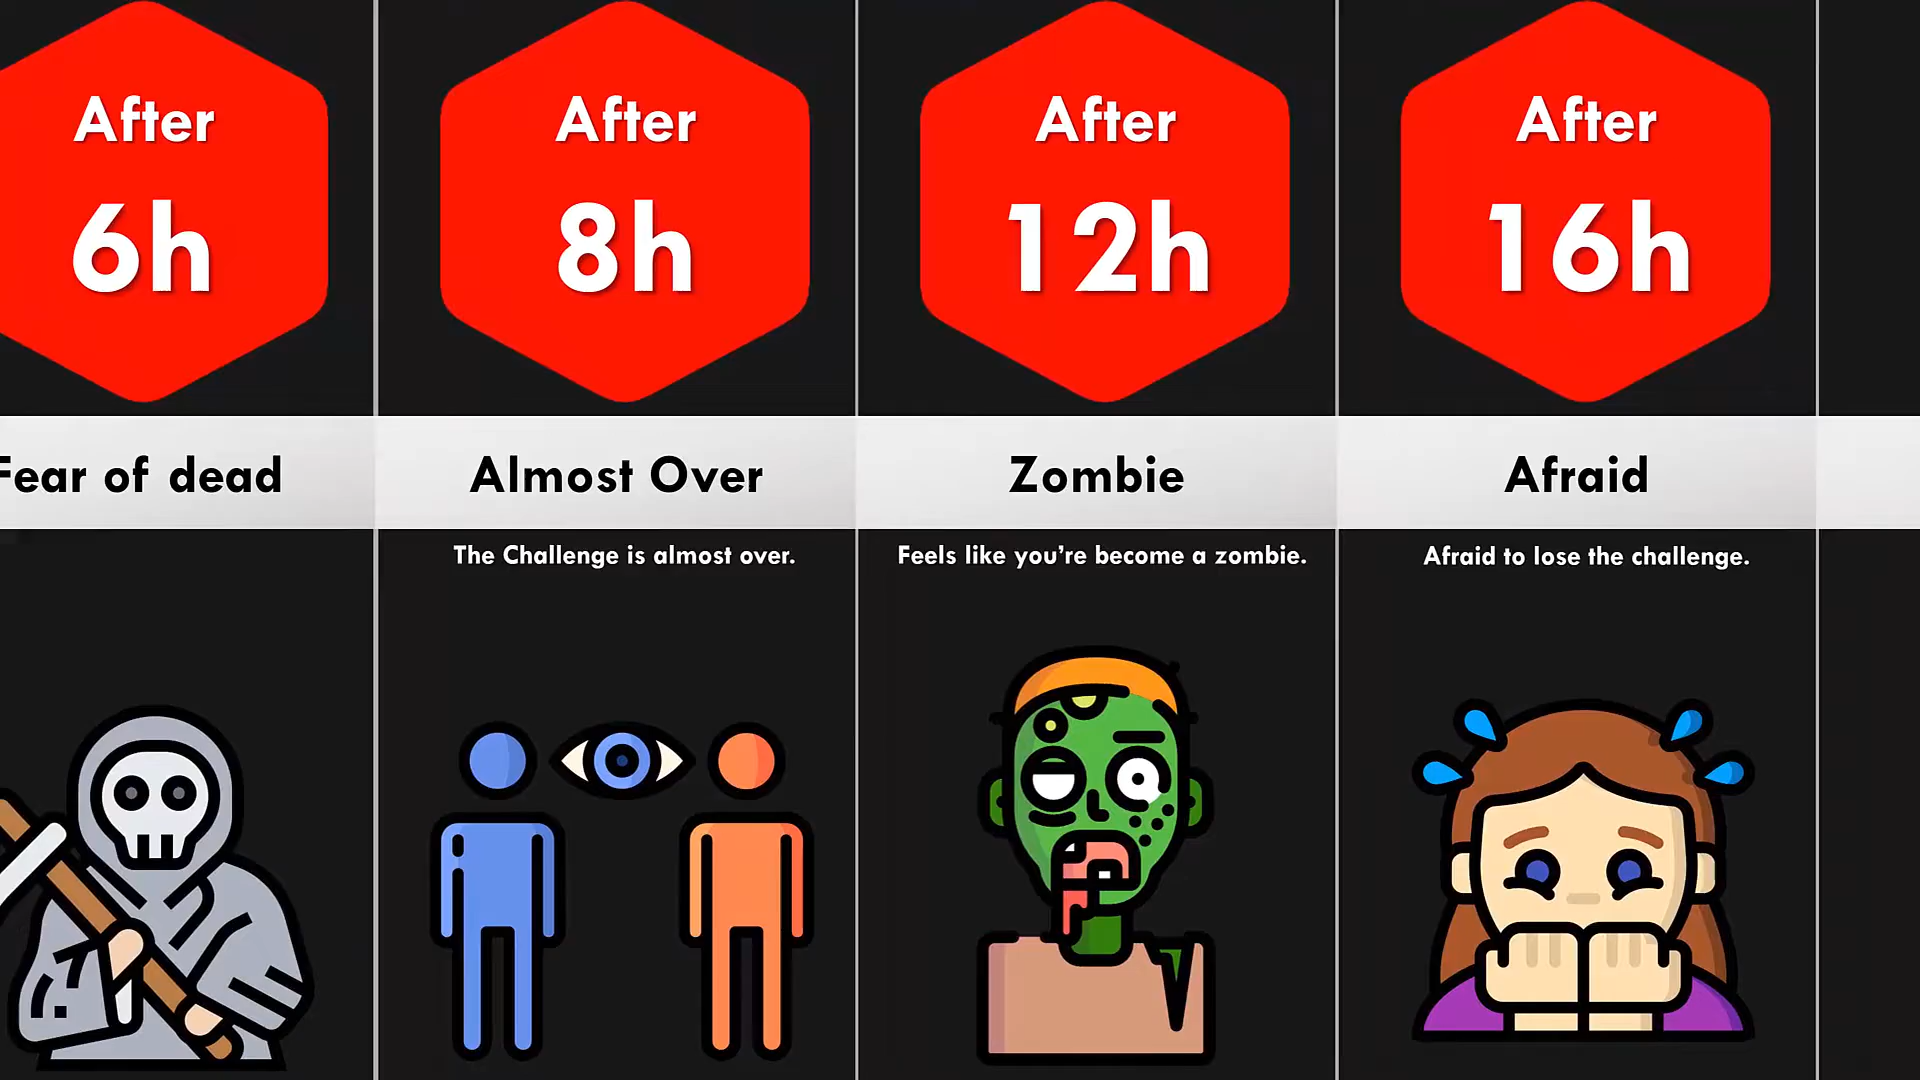 After
6h
Fear of dead
After
8h
Almost Over
The Challenge is almost over.
After
12h
Zombie
Feels like you're become a zombie.
After
16h
Afraid
Afraid to lose the challenge.